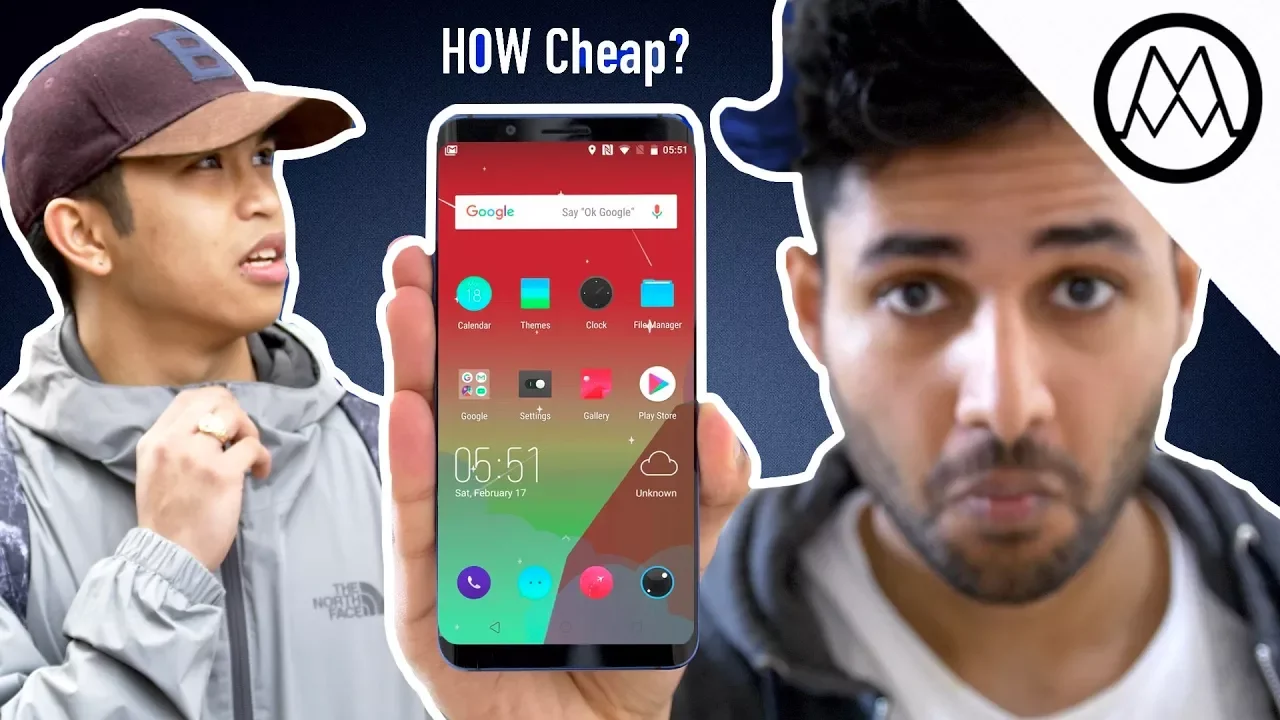 HOW Cheap?
B
05:51
Google Say "Ok Google"
18
Calendar Themes Clock File Manager
Google Settings Gallery Play Store
05:51
Sat, February 17
Unknown
THE
NORTH
FACE